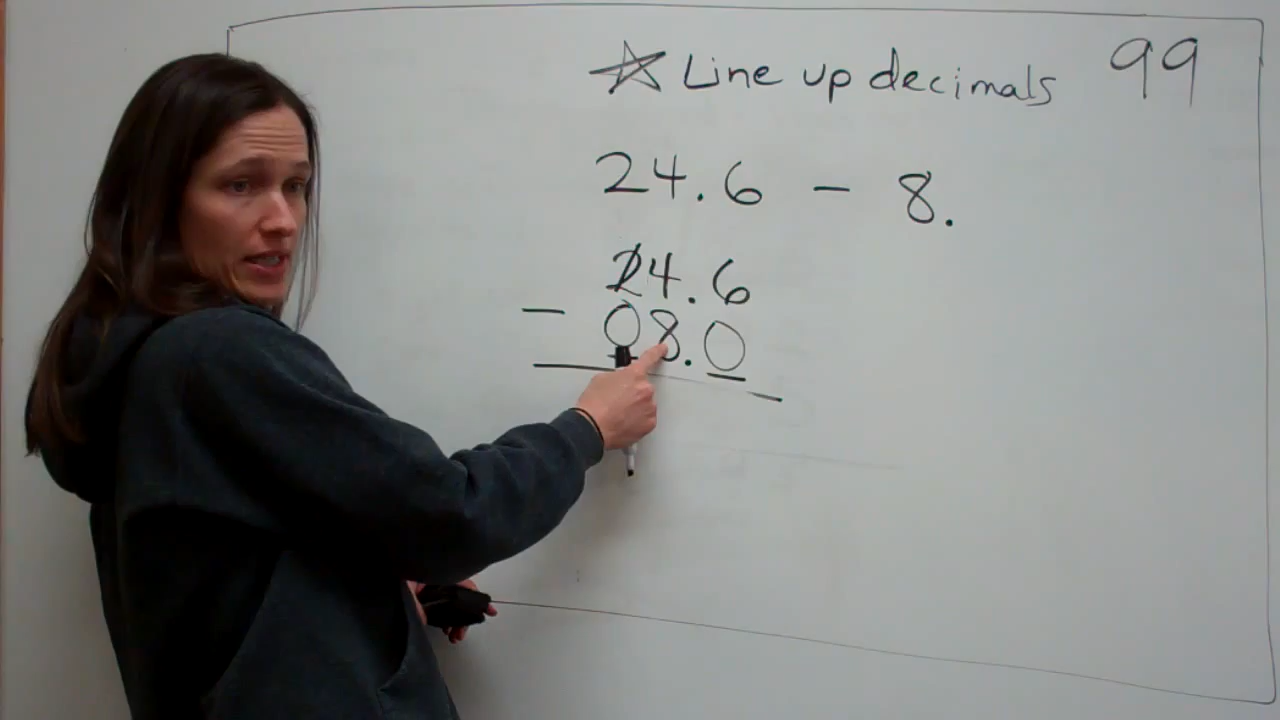 ☆ Line up decimals 99
24.6 - 8.
24.6
- 08.0